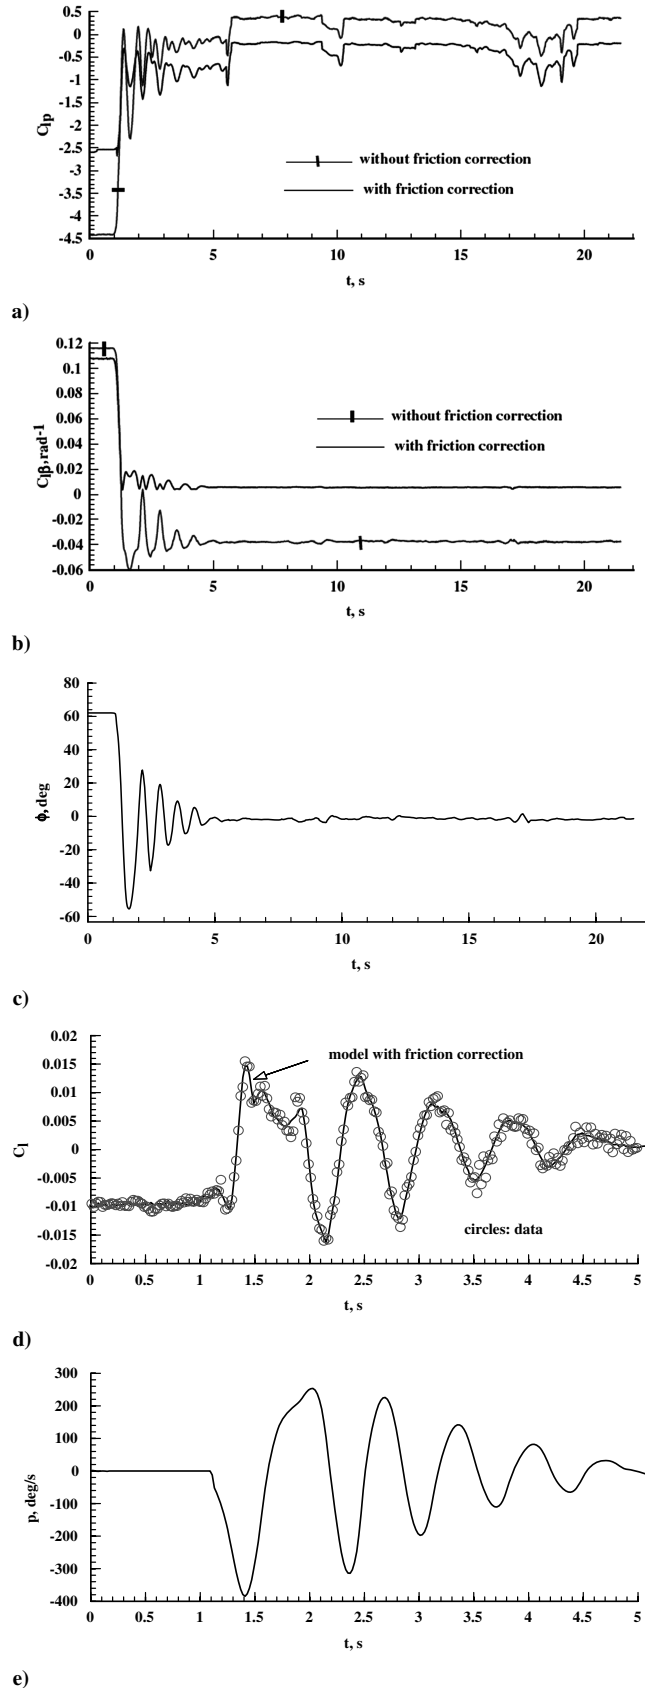 0.5
0
-0.5
-1
-1.5
-2
-2.5
-3
-3.5
-4
-4.5
Clp
without friction correction
with friction correction
0 5 10 15 20
t, s
a)
0.12
0.1
0.08
0.06
0.04
0.02
0
-0.02
-0.04
-0.06
Clβ,rad-1
without friction correction
with friction correction
0 5 10 15 20
t, s
b)
80
60
40
20
0
-20
-40
-60
ϕ, deg
0 5 10 15 20
t, s
c)
0.02
0.015
0.01
0.005
0
-0.005
-0.01
-0.015
-0.02
Cl
model with friction correction
circles: data
0 0.5 1 1.5 2 2.5 3 3.5 4 4.5 5
t, s
d)
300
200
100
0
-100
-200
-300
-400
p, deg/s
0 0.5 1 1.5 2 2.5 3 3.5 4 4.5 5
t, s
e)